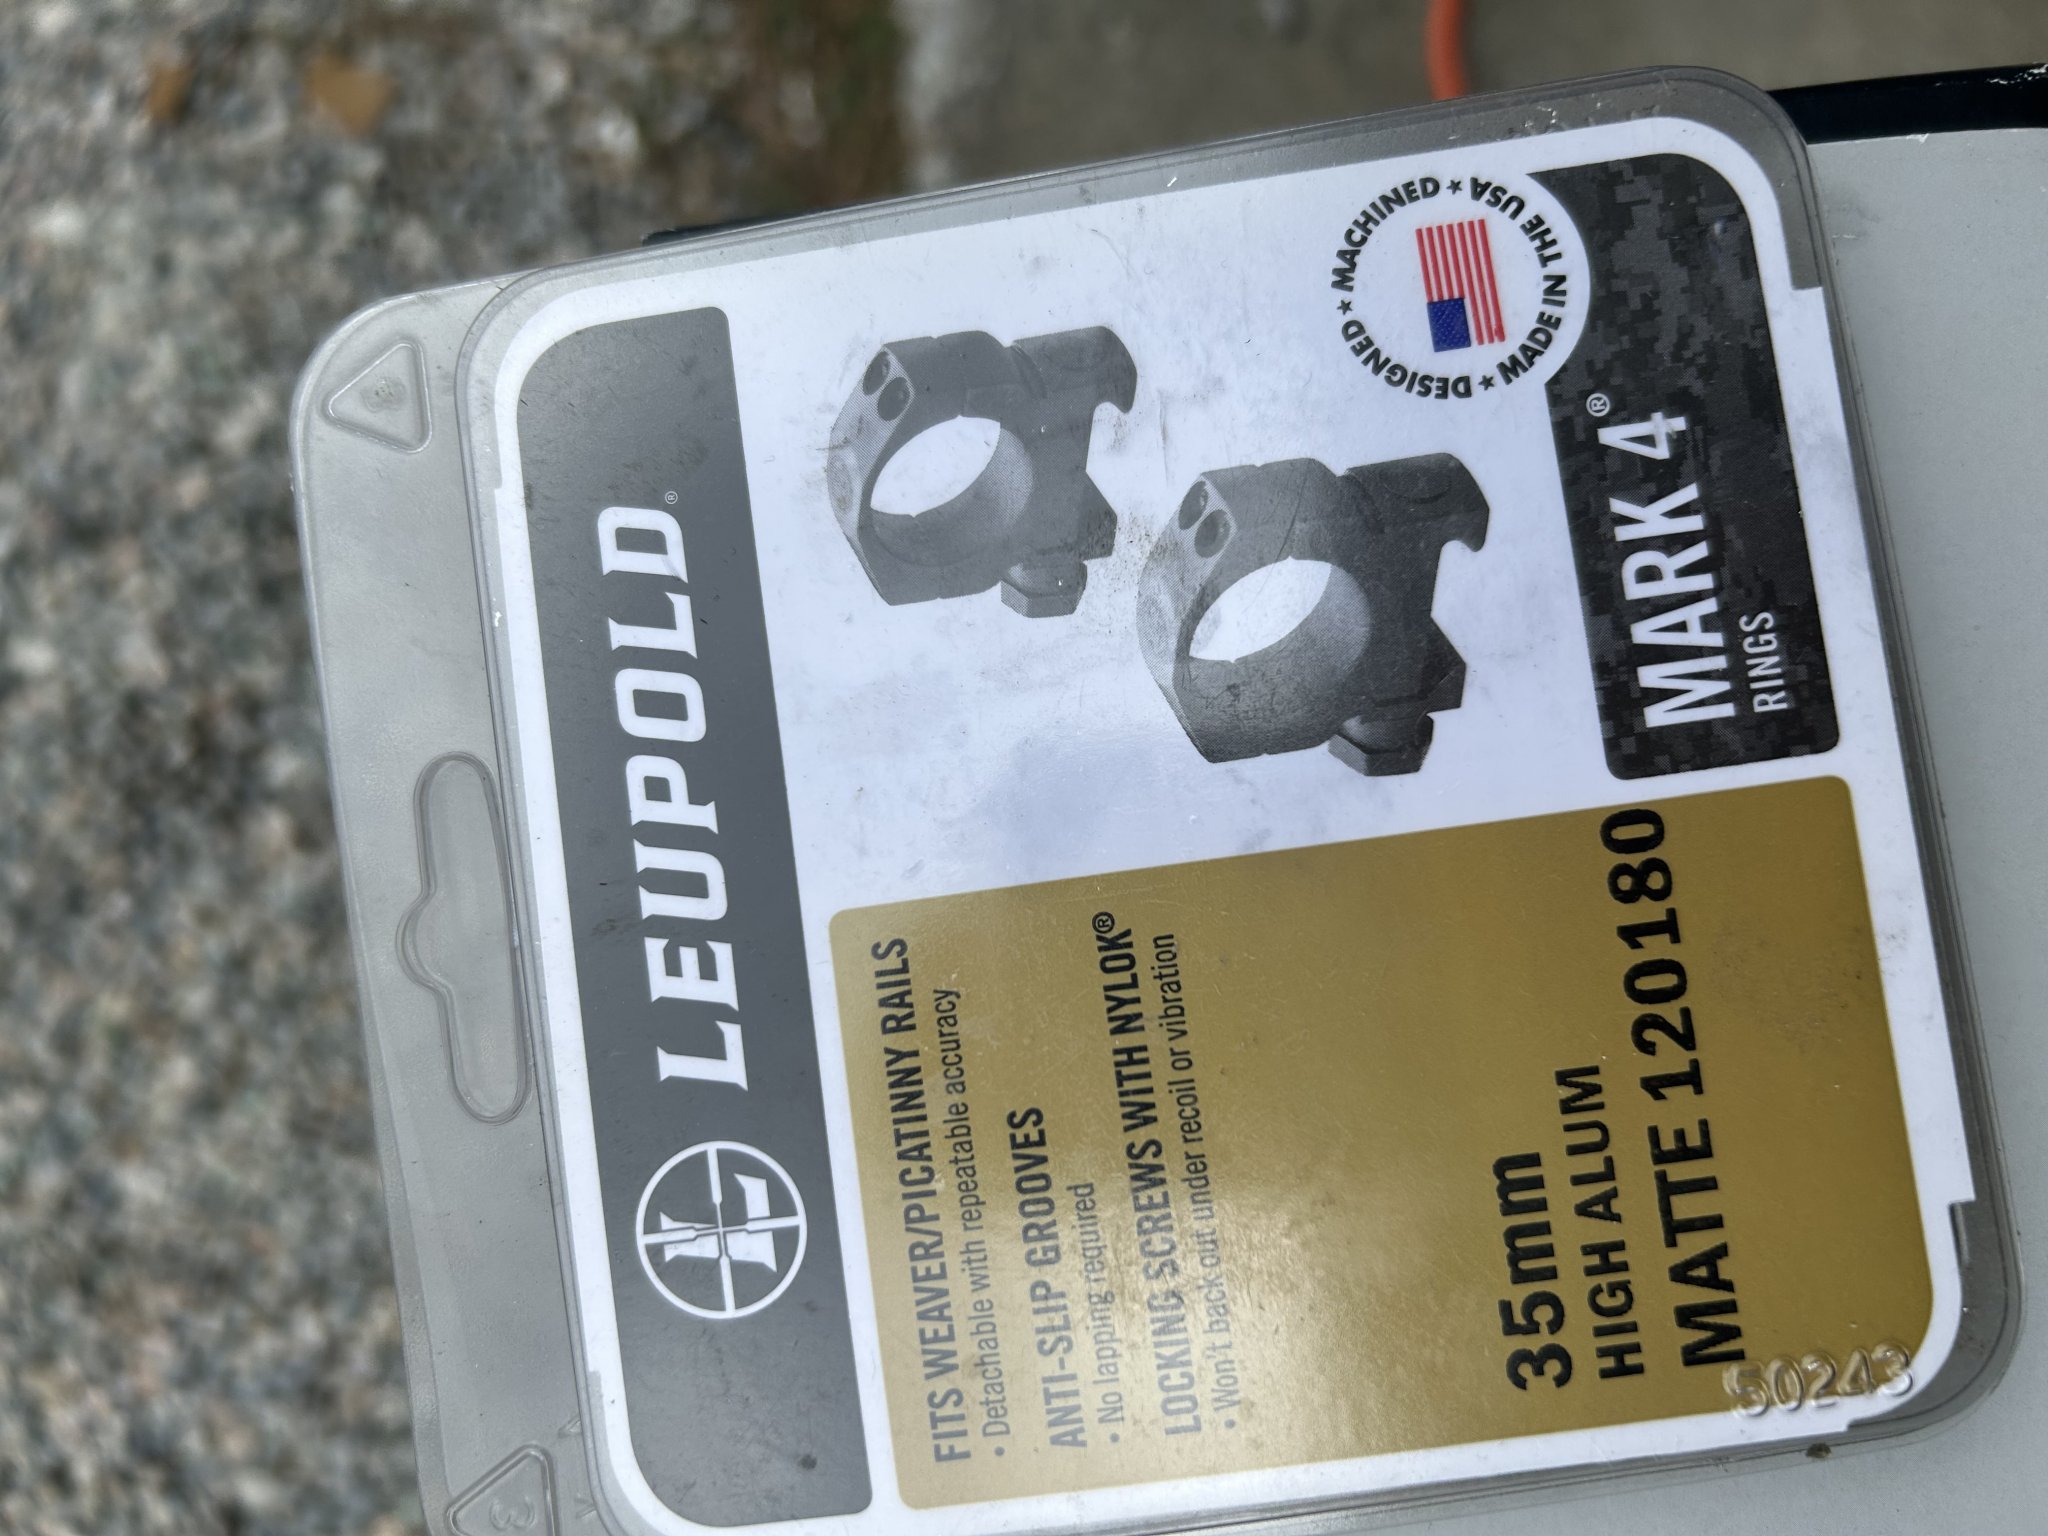 LEUPOLD®
FITS WEAVER/PICATINNY RAILS
• Detachable with repeatable accuracy
ANTI-SLIP GROOVES
• No lapping required
LOCKING SCREWS WITH NYLOK®
• Won't back out under recoil or vibration
35mm
HIGH ALUM
MATTE 120180
50243
DESIGNED ★ MACHINED ★
MADE IN THE USA ★
MARK 4®
RINGS
3